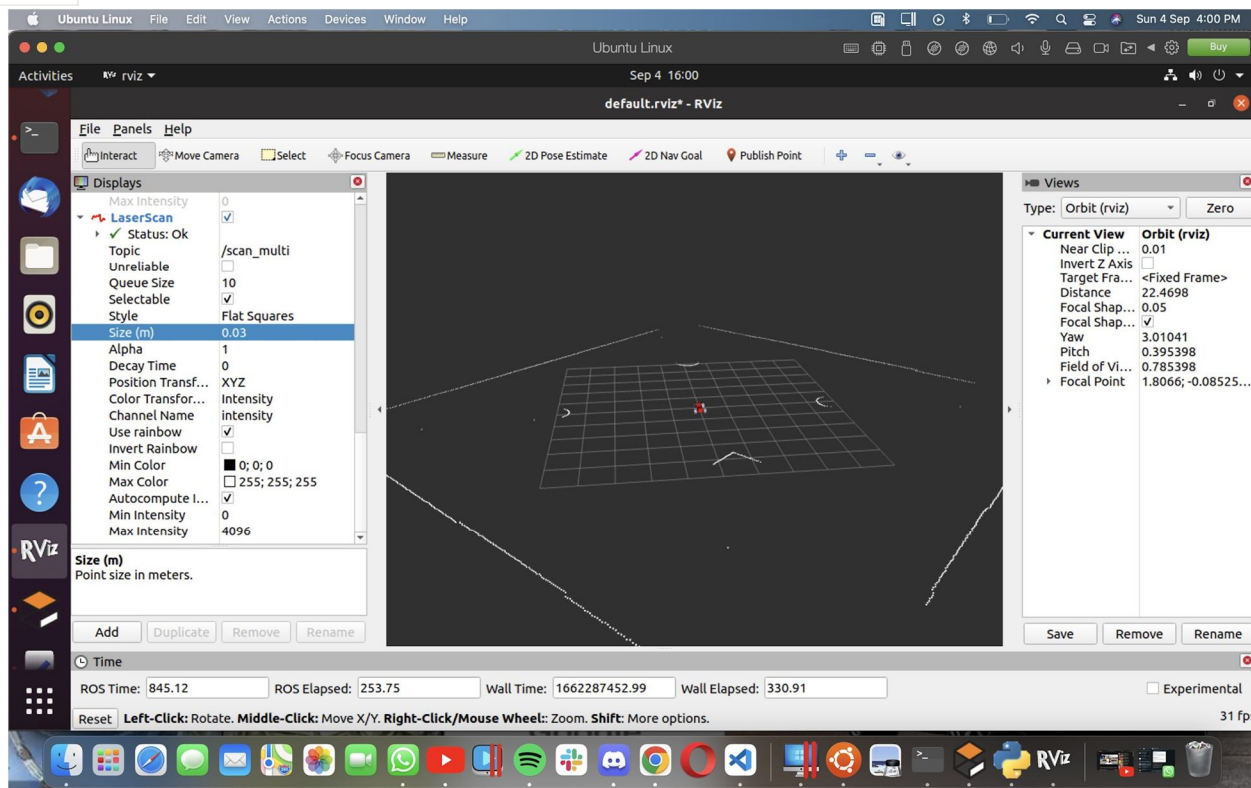 Ubuntu Linux File Edit View Actions Devices Window Help Sun 4 Sep 4:00 PM
Ubuntu Linux Buy
Activities RViz rviz Sep 4 16:00
default.rviz* - RViz
File Panels Help
Interact Move Camera Select Focus Camera Measure 2D Pose Estimate 2D Nav Goal Publish Point
Displays
Max Intensity 0
LaserScan
Status: Ok
Topic /scan_multi
Unreliable
Queue Size 10
Selectable
Style Flat Squares
Size (m) 0.03
Alpha 1
Decay Time 0
Position Transf... XYZ
Color Transfor... Intensity
Channel Name intensity
Use rainbow
Invert Rainbow
Min Color 0; 0; 0
Max Color 255; 255; 255
Autocompute I...
Min Intensity 0
Max Intensity 4096
Size (m)
Point size in meters.
Add Duplicate Remove Rename
Views
Type: Orbit (rviz) Zero
Current View Orbit (rviz)
Near Clip ... 0.01
Invert Z Axis
Target Fra... <Fixed Frame>
Distance 22.4698
Focal Shap... 0.05
Focal Shap...
Yaw 3.01041
Pitch 0.395398
Field of Vi... 0.785398
Focal Point 1.8066; -0.08525...
Save Remove Rename
Time
ROS Time: 845.12 ROS Elapsed: 253.75 Wall Time: 1662287452.99 Wall Elapsed: 330.91 Experimental
Reset Left-Click: Rotate. Middle-Click: Move X/Y. Right-Click/Mouse Wheel:: Zoom. Shift: More options. 31 fp
RViz
RViz